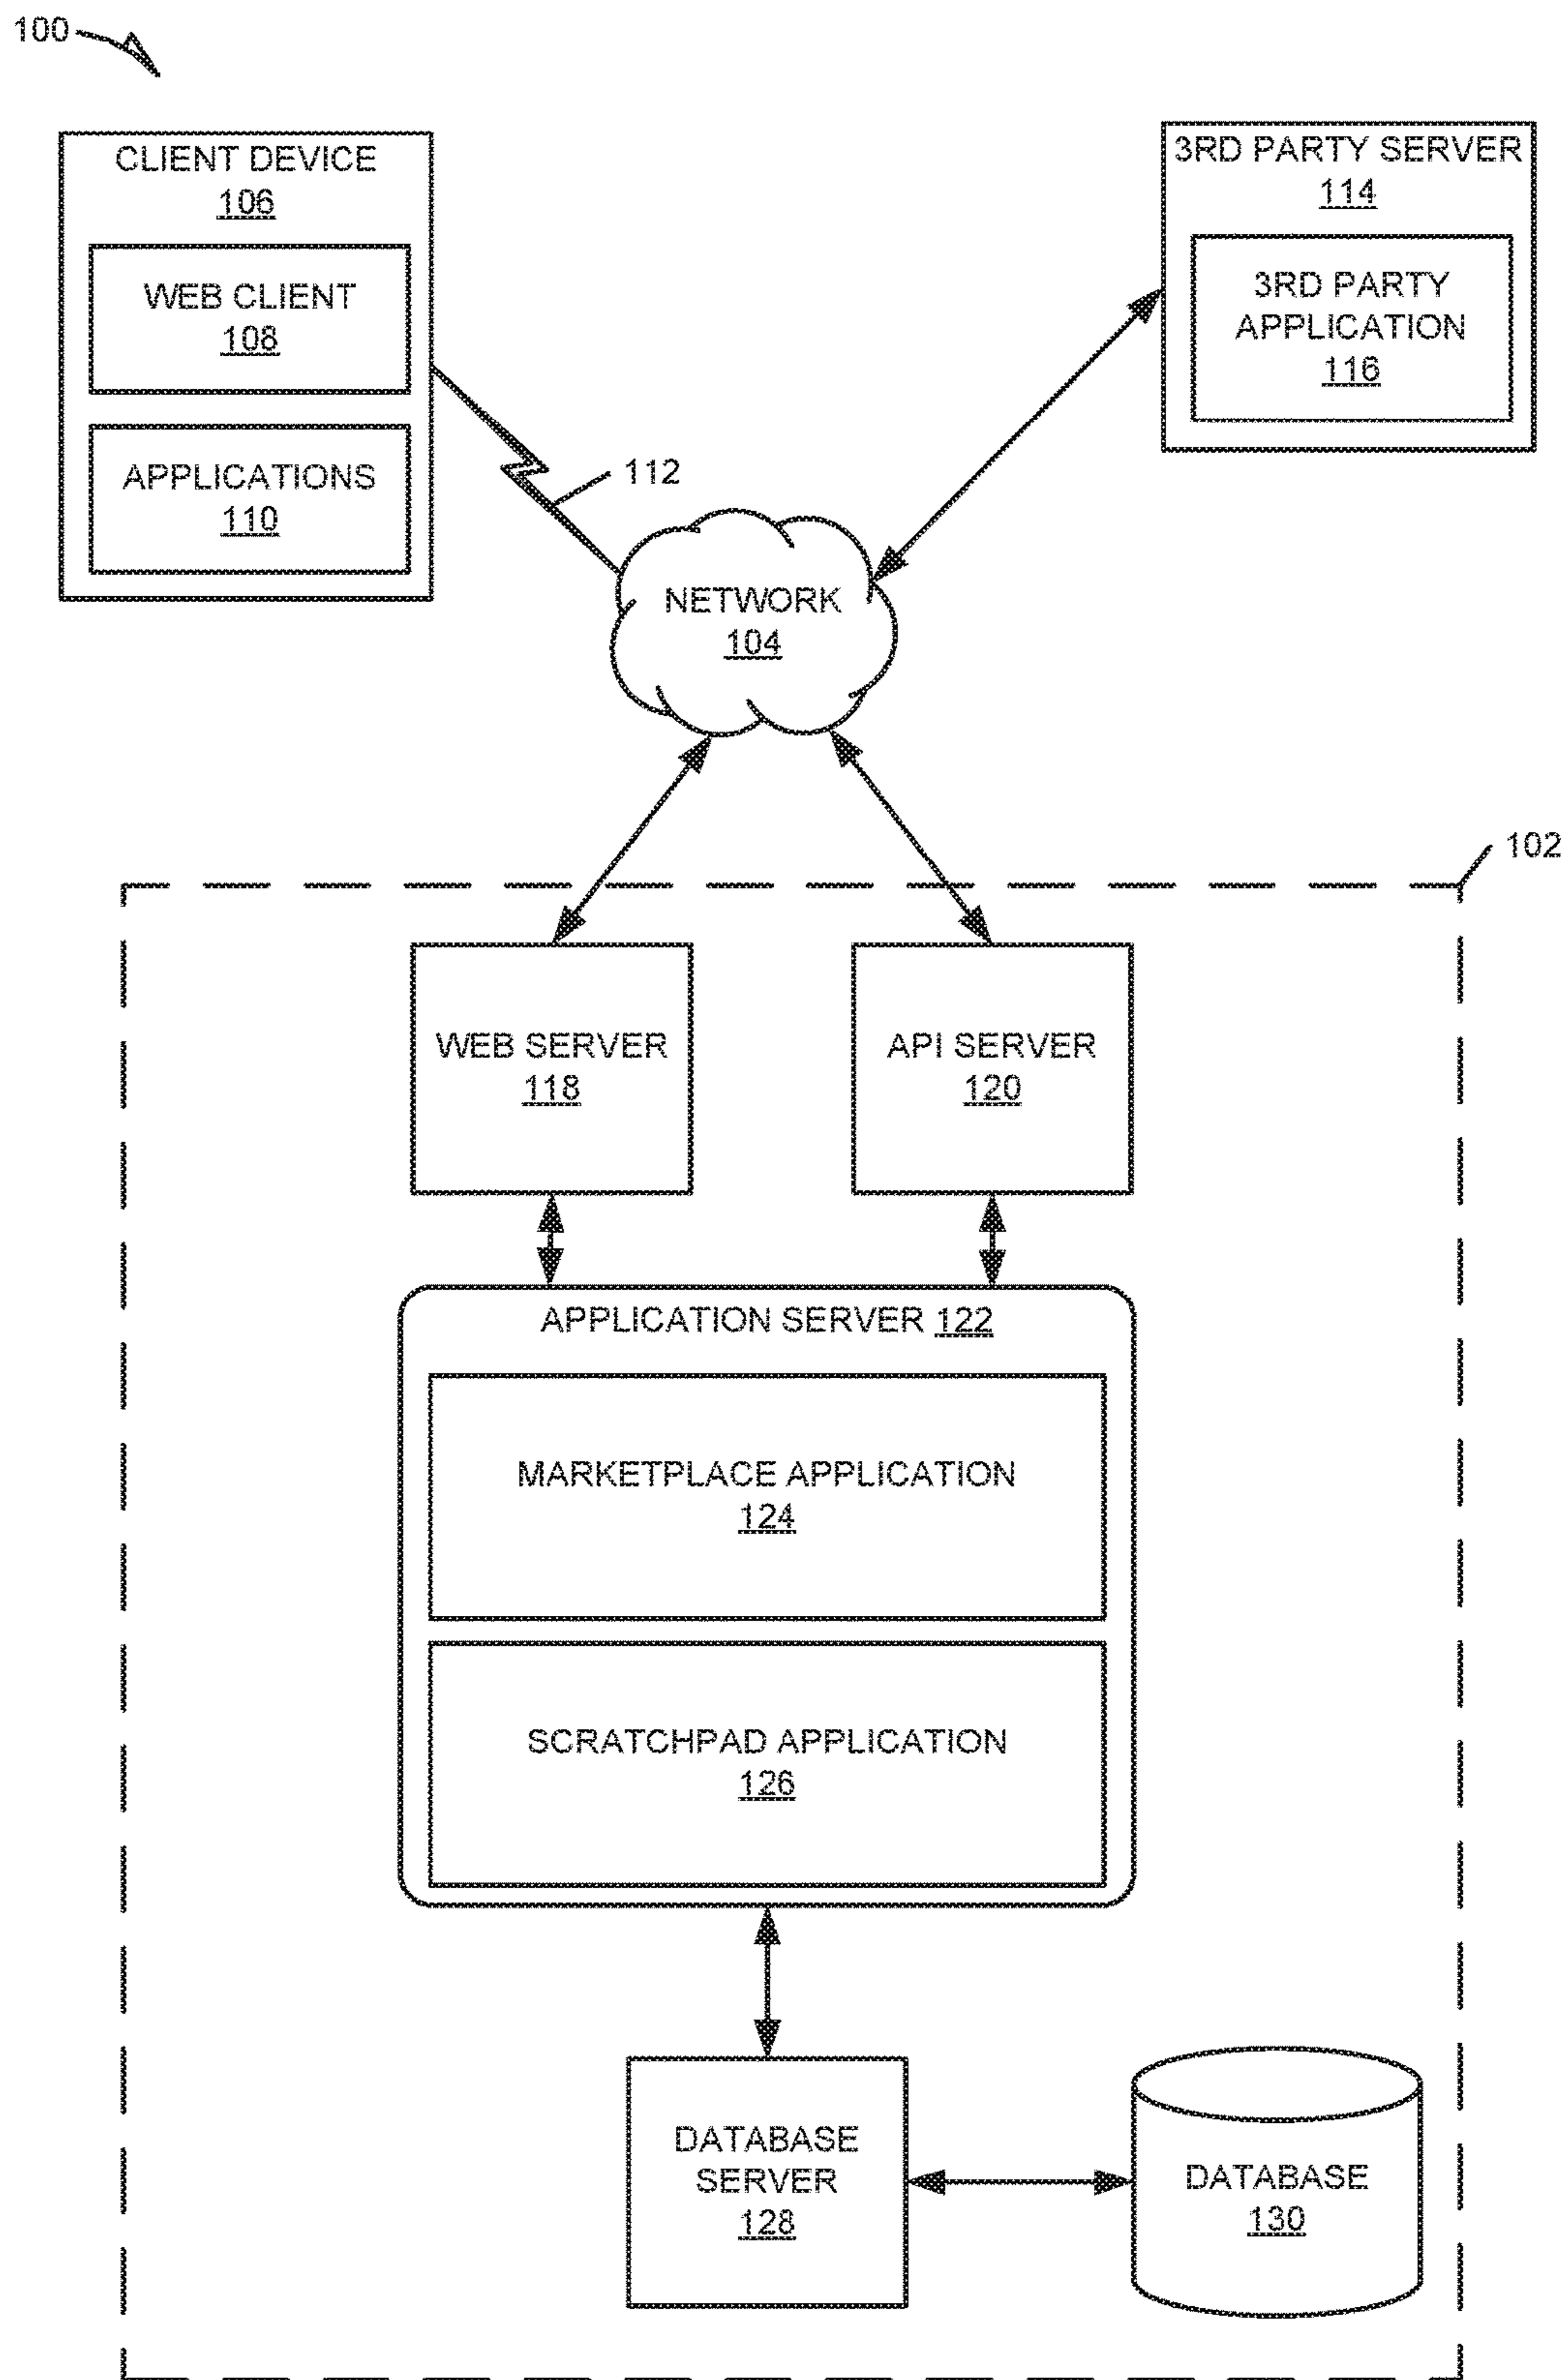 100
CLIENT DEVICE
106
WEB CLIENT
108
APPLICATIONS
110
3RD PARTY SERVER
114
3RD PARTY
APPLICATION
116
112
NETWORK
104
102
WEB SERVER
118
API SERVER
120
APPLICATION SERVER 122
MARKETPLACE APPLICATION
124
SCRATCHPAD APPLICATION
126
DATABASE
SERVER
128
DATABASE
130